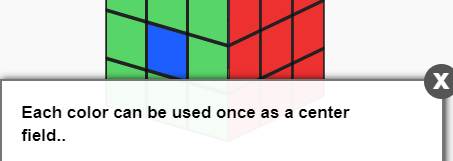 X
Each color can be used once as a center
field..